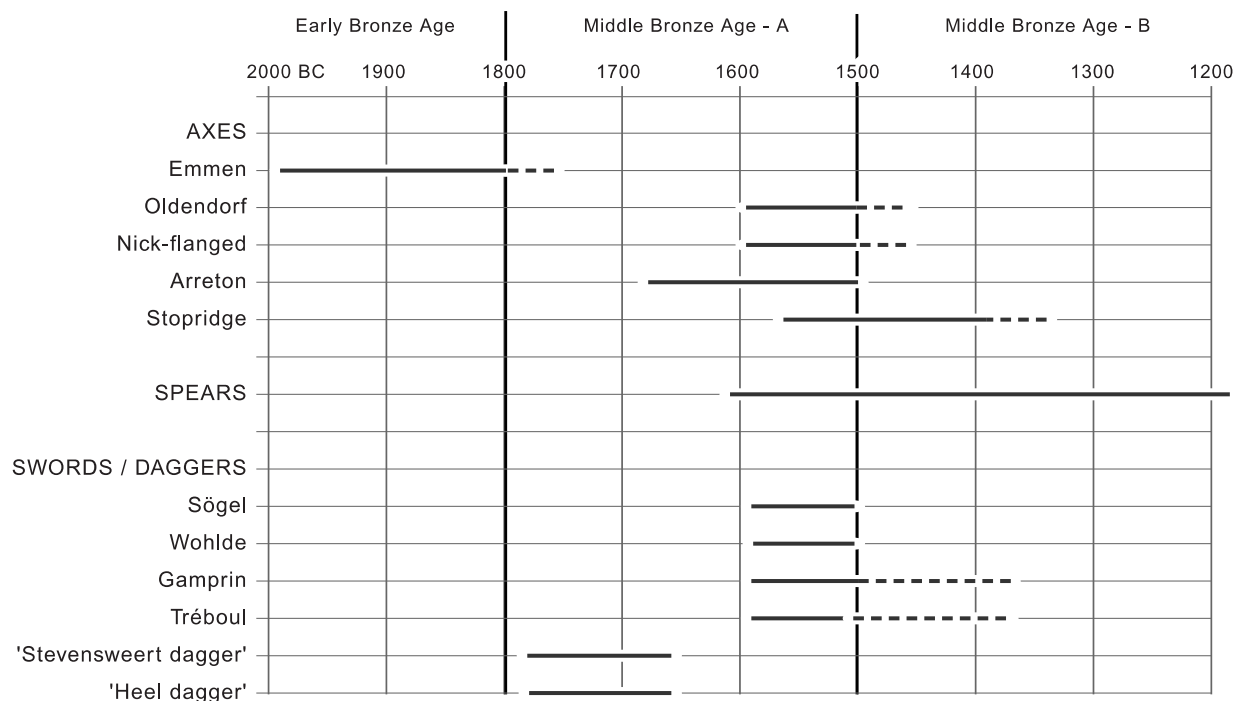 Early Bronze Age Middle Bronze Age - A Middle Bronze Age - B
2000 BC 1900 1800 1700 1600 1500 1400 1300 1200
AXES
Emmen
Oldendorf
Nick-flanged
Arreton
Stopridge
SPEARS
SWORDS / DAGGERS
Sögel
Wohlde
Gamprin
Tréboul
'Stevensweert dagger'
'Heel dagger'